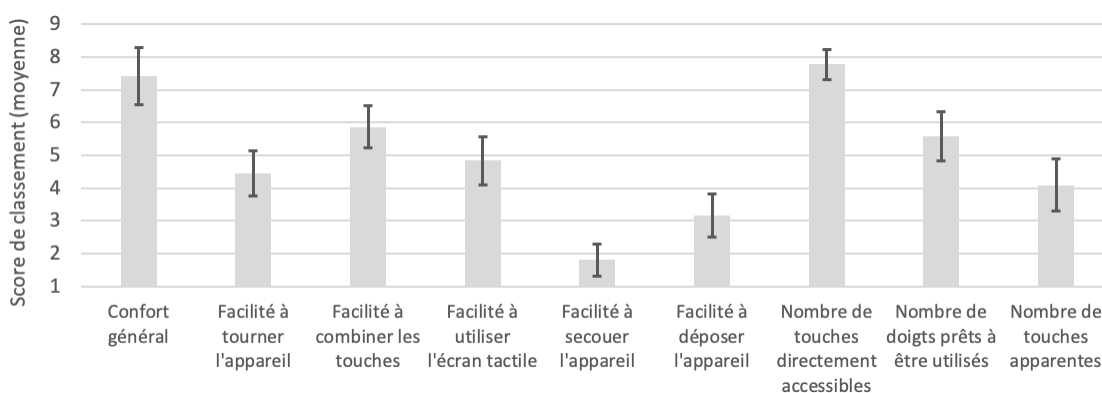 Score de classement (moyenne)
9
8
7
6
5
4
3
2
1
Confort
général
Facilité à
tourner
l'appareil
Facilité à
combiner les
touches
Facilité à
utiliser
l'écran tactile
Facilité à
secouer
l'appareil
Facilité à
déposer
l'appareil
Nombre de
touches
directement
accessibles
Nombre de
doigts prêts à
être utilisés
Nombre de
touches
apparentes